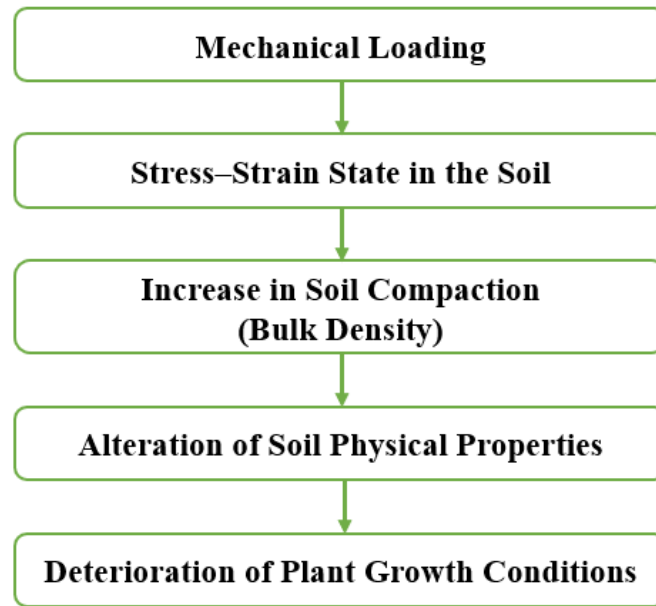 Mechanical Loading
Stress–Strain State in the Soil
Increase in Soil Compaction
(Bulk Density)
Alteration of Soil Physical Properties
Deterioration of Plant Growth Conditions